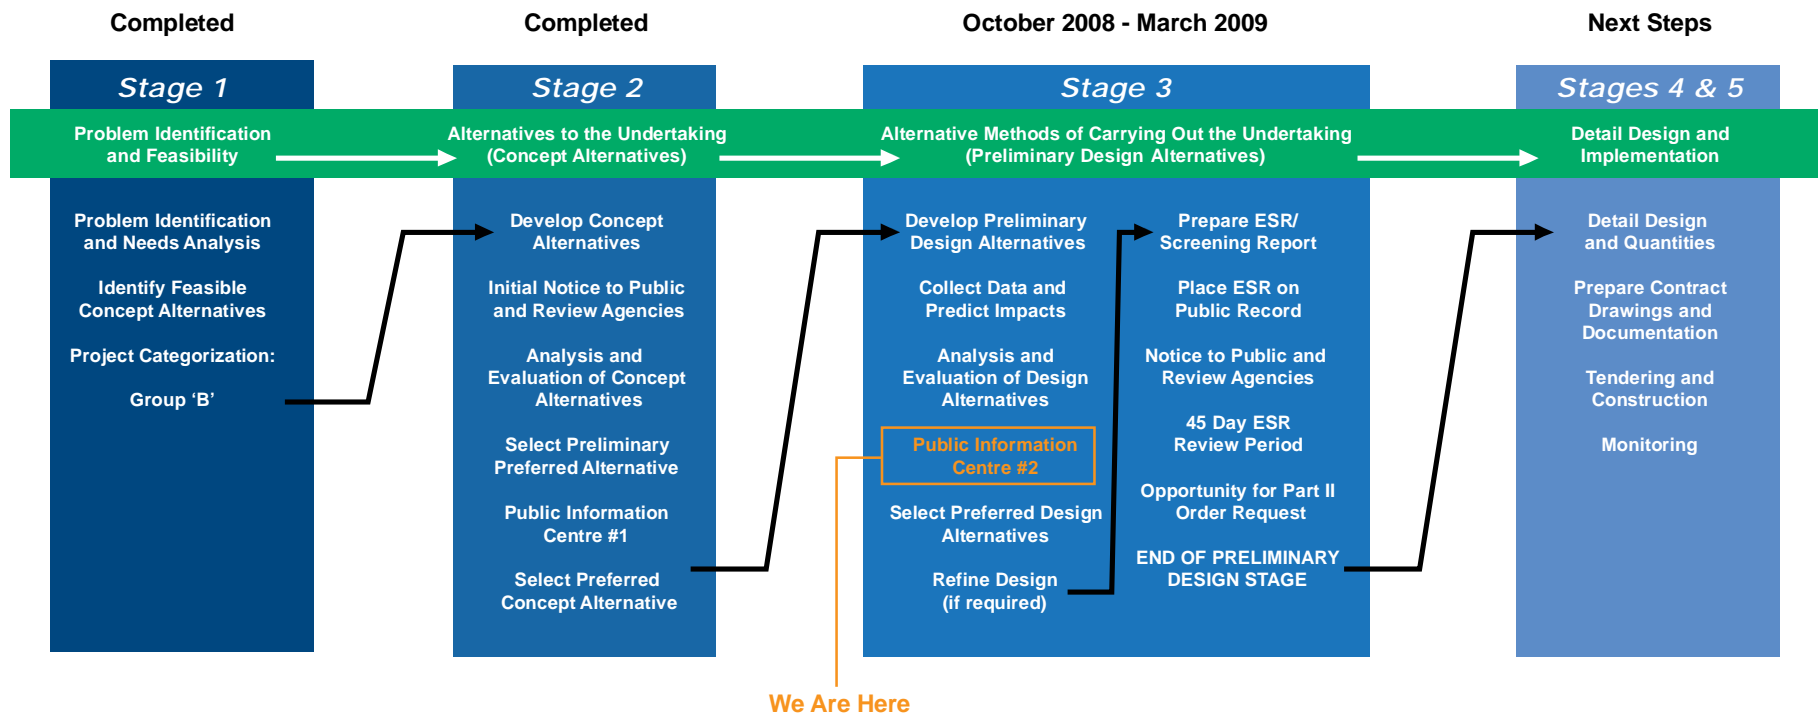 Completed
Completed
October 2008 - March 2009
Next Steps
Stage 1
Problem Identification
and Feasibility
Problem Identification
and Needs Analysis
Identify Feasible
Concept Alternatives
Project Categorization:
Group ‘B’
Stage 2
Alternatives to the Undertaking
(Concept Alternatives)
Develop Concept
Alternatives
Initial Notice to Public
and Review Agencies
Analysis and
Evaluation of Concept
Alternatives
Select Preliminary
Preferred Alternative
Public Information
Centre #1
Select Preferred
Concept Alternative
Stage 3
Alternative Methods of Carrying Out the Undertaking
(Preliminary Design Alternatives)
Develop Preliminary
Design Alternatives
Collect Data and
Predict Impacts
Analysis and
Evaluation of Design
Alternatives
Public Information
Centre #2
Select Preferred Design
Alternatives
Refine Design
(if required)
Prepare ESR/
Screening Report
Place ESR on
Public Record
Notice to Public and
Review Agencies
45 Day ESR
Review Period
Opportunity for Part II
Order Request
END OF PRELIMINARY
DESIGN STAGE
Stages 4 & 5
Detail Design and
Implementation
Detail Design
and Quantities
Prepare Contract
Drawings and
Documentation
Tendering and
Construction
Monitoring
We Are Here